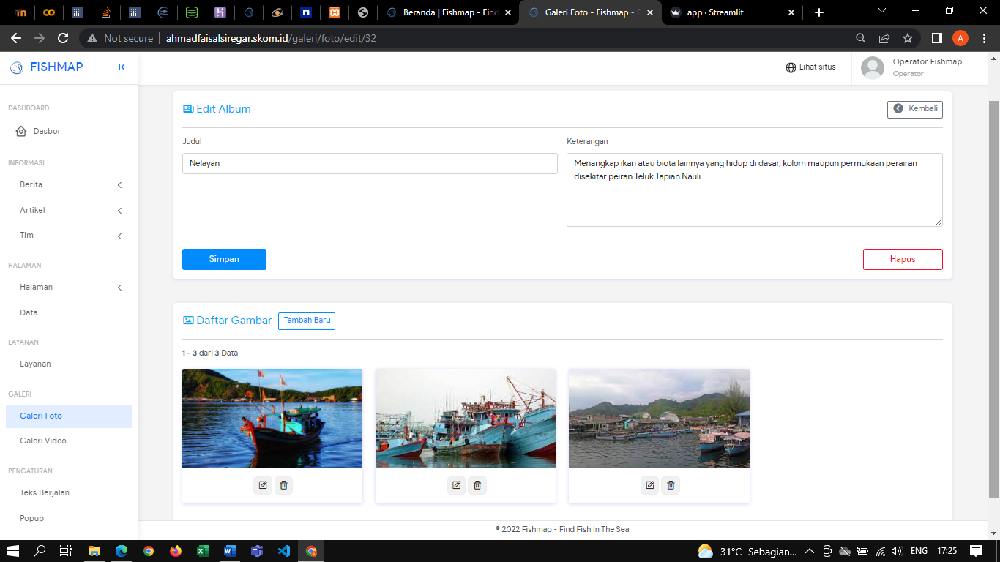 Beranda | Fishmap - Find
Galeri Foto - Fishmap - F
app · Streamlit
Not secure
ahmadfaisalsiregar.skom.id/galeri/foto/edit/32
A
FISHMAP
Lihat situs
Operator Fishmap
Operator
DASHBOARD
Dasbor
INFORMASI
Berita
Artikel
Tim
HALAMAN
Halaman
Data
LAYANAN
Layanan
GALERI
Galeri Foto
Galeri Video
PENGATURAN
Teks Berjalan
Popup
Edit Album
Kembali
Judul
Nelayan
Keterangan
Menangkap ikan atau biota lainnya yang hidup di dasar, kolom maupun permukaan perairan
disekitar peiran Teluk Tapian Nauli.
Simpan
Hapus
Daftar Gambar
Tambah Baru
1 - 3 dari 3 Data
© 2022 Fishmap - Find Fish In The Sea
31°C Sebagian...
ENG
17:25